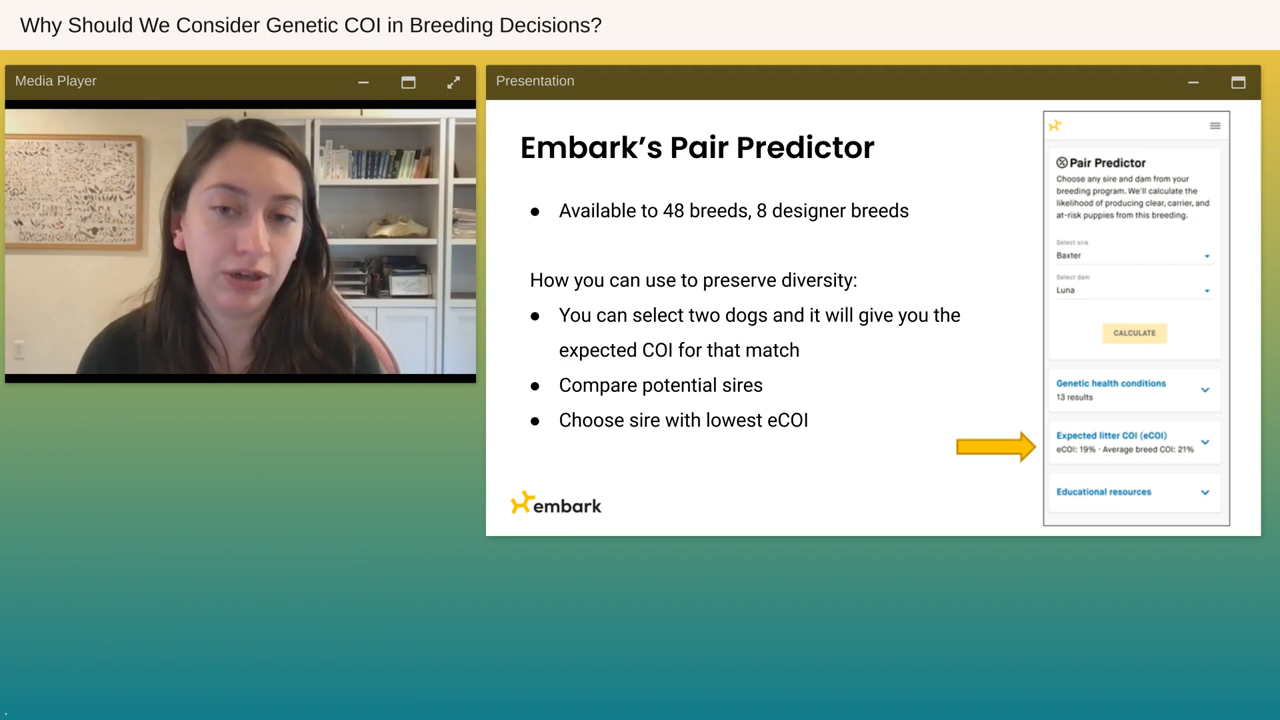 Why Should We Consider Genetic COI in Breeding Decisions?
Media Player
Presentation
Embark’s Pair Predictor
● Available to 48 breeds, 8 designer breeds
How you can use to preserve diversity:
● You can select two dogs and it will give you the
expected COI for that match
● Compare potential sires
● Choose sire with lowest eCOI
embark
Pair Predictor
Choose any sire and dam from your
breeding program. We'll calculate the
likelihood of producing clear, carrier, and
at-risk puppies from this breeding.
Select sire
Baxter
Select dam
Luna
CALCULATE
Genetic health conditions
13 results
Expected litter COI (eCOI)
eCOI: 19% · Average breed COI: 21%
Educational resources